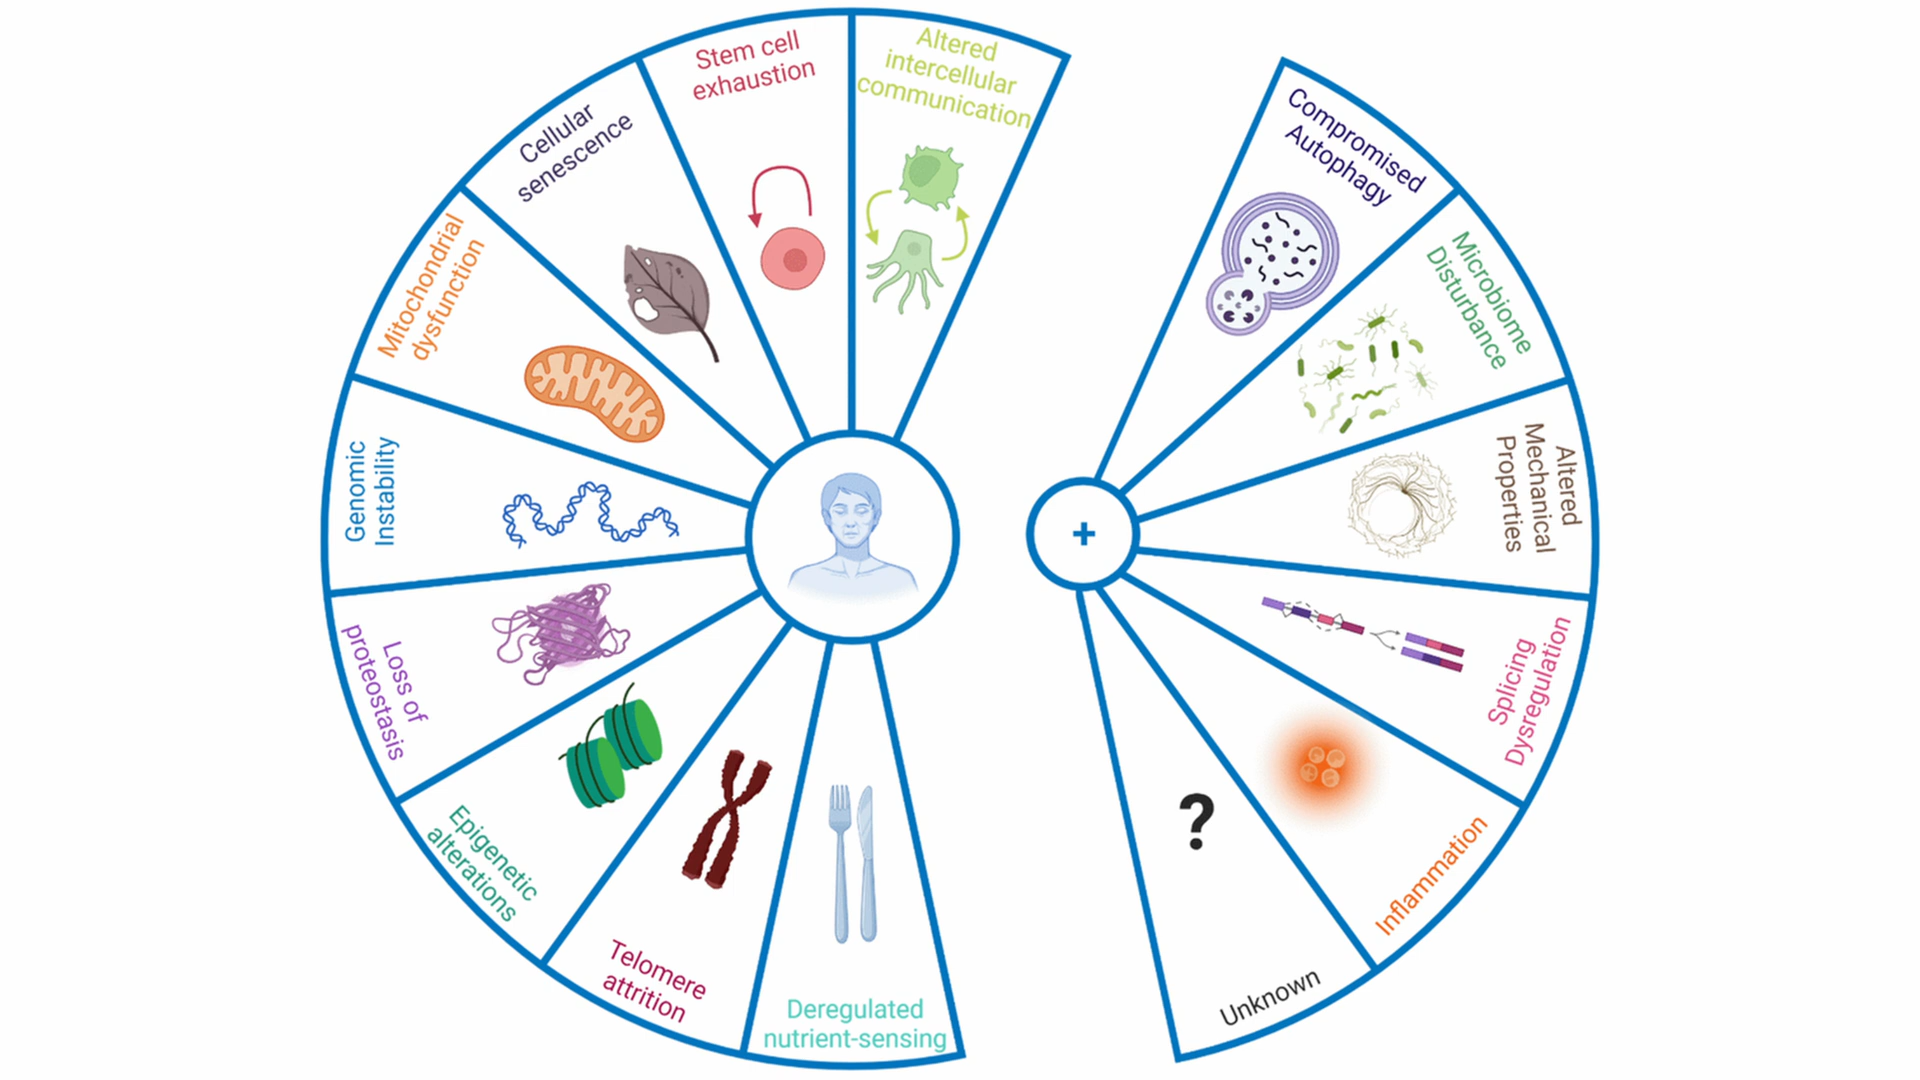 Stem cell
exhaustion
Altered
intercellular
communication
Cellular
senescence
Mitochondrial
dysfunction
Genomic
Instability
Loss of
proteostasis
Epigenetic
alterations
Telomere
attrition
Deregulated
nutrient-sensing
+
Compromised
Autophagy
Microbiome
Disturbance
Altered
Mechanical
Properties
Splicing
Dysregulation
Inflammation
?
Unknown